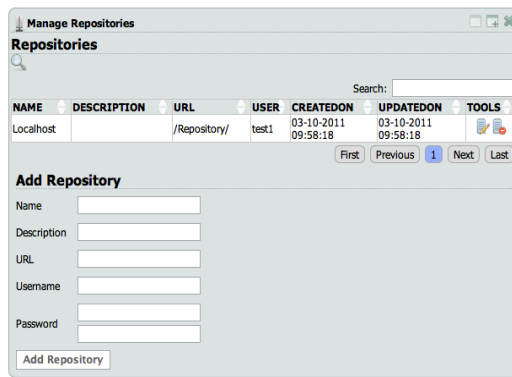 Manage Repositories
Repositories
Search:
NAME DESCRIPTION URL USER CREATEDON UPDATEDON TOOLS
Localhost /Repository/ test1 03-10-2011 09:58:18 03-10-2011 09:58:18
First Previous 1 Next Last
Add Repository
Name
Description
URL
Username
Password
Add Repository